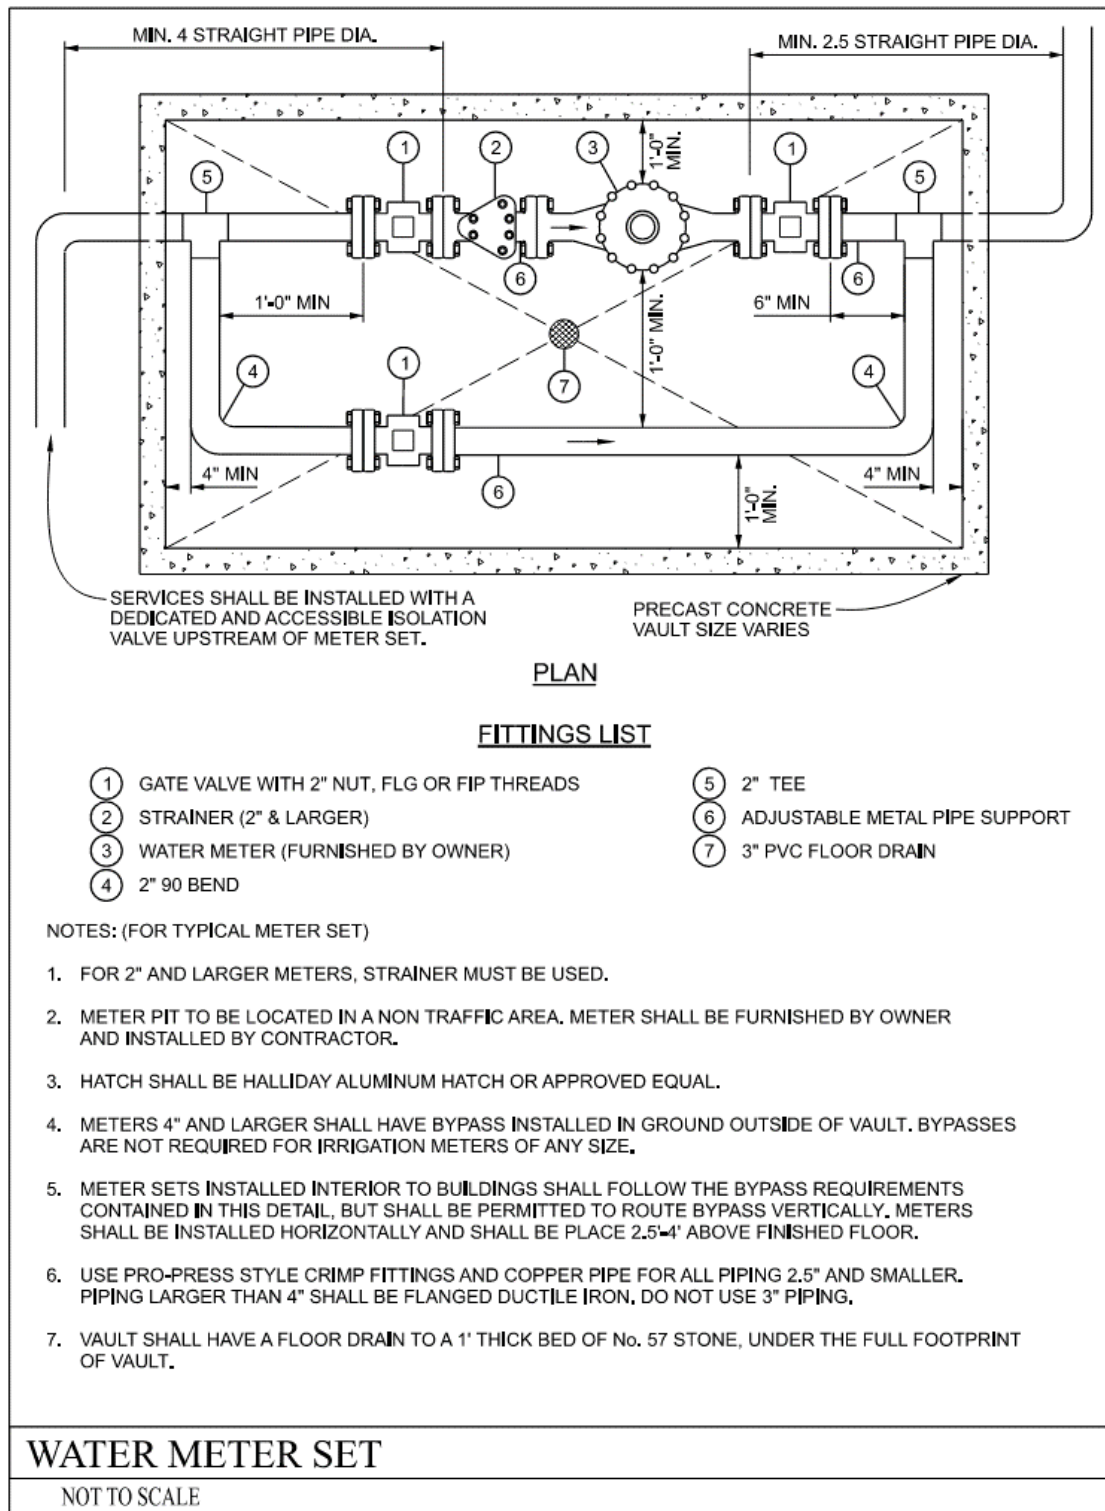 MIN. 4 STRAIGHT PIPE DIA.
MIN. 2.5 STRAIGHT PIPE DIA.
1
2
3
1'-0"
MIN.
1
5
5
6
6
1'-0" MIN
1'-0" MIN.
6" MIN
4
1
7
4
4" MIN
6
1'-0"
MIN.
4" MIN
SERVICES SHALL BE INSTALLED WITH A
DEDICATED AND ACCESSIBLE ISOLATION
VALVE UPSTREAM OF METER SET.
PRECAST CONCRETE
VAULT SIZE VARIES
PLAN
FITTINGS LIST
1 GATE VALVE WITH 2" NUT, FLG OR FIP THREADS
2 STRAINER (2" & LARGER)
3 WATER METER (FURNISHED BY OWNER)
4 2" 90 BEND
5 2" TEE
6 ADJUSTABLE METAL PIPE SUPPORT
7 3" PVC FLOOR DRAIN
NOTES: (FOR TYPICAL METER SET)
1. FOR 2" AND LARGER METERS, STRAINER MUST BE USED.
2. METER PIT TO BE LOCATED IN A NON TRAFFIC AREA. METER SHALL BE FURNISHED BY OWNER
AND INSTALLED BY CONTRACTOR.
3. HATCH SHALL BE HALLIDAY ALUMINUM HATCH OR APPROVED EQUAL.
4. METERS 4" AND LARGER SHALL HAVE BYPASS INSTALLED IN GROUND OUTSIDE OF VAULT. BYPASSES
ARE NOT REQUIRED FOR IRRIGATION METERS OF ANY SIZE.
5. METER SETS INSTALLED INTERIOR TO BUILDINGS SHALL FOLLOW THE BYPASS REQUIREMENTS
CONTAINED IN THIS DETAIL, BUT SHALL BE PERMITTED TO ROUTE BYPASS VERTICALLY. METERS
SHALL BE INSTALLED HORIZONTALLY AND SHALL BE PLACE 2.5'-4' ABOVE FINISHED FLOOR.
6. USE PRO-PRESS STYLE CRIMP FITTINGS AND COPPER PIPE FOR ALL PIPING 2.5" AND SMALLER.
PIPING LARGER THAN 4" SHALL BE FLANGED DUCTILE IRON. DO NOT USE 3" PIPING.
7. VAULT SHALL HAVE A FLOOR DRAIN TO A 1' THICK BED OF No. 57 STONE, UNDER THE FULL FOOTPRINT
OF VAULT.
WATER METER SET
NOT TO SCALE